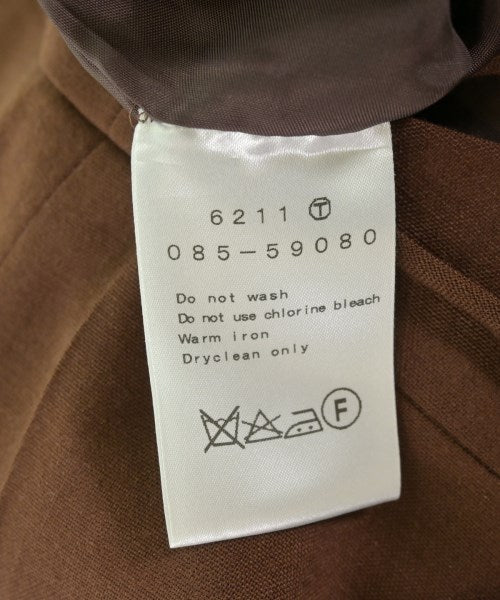 6211 Ⓣ
085-59080
Do not wash
Do not use chlorine bleach
Warm iron
Dryclean only
Ⓕ